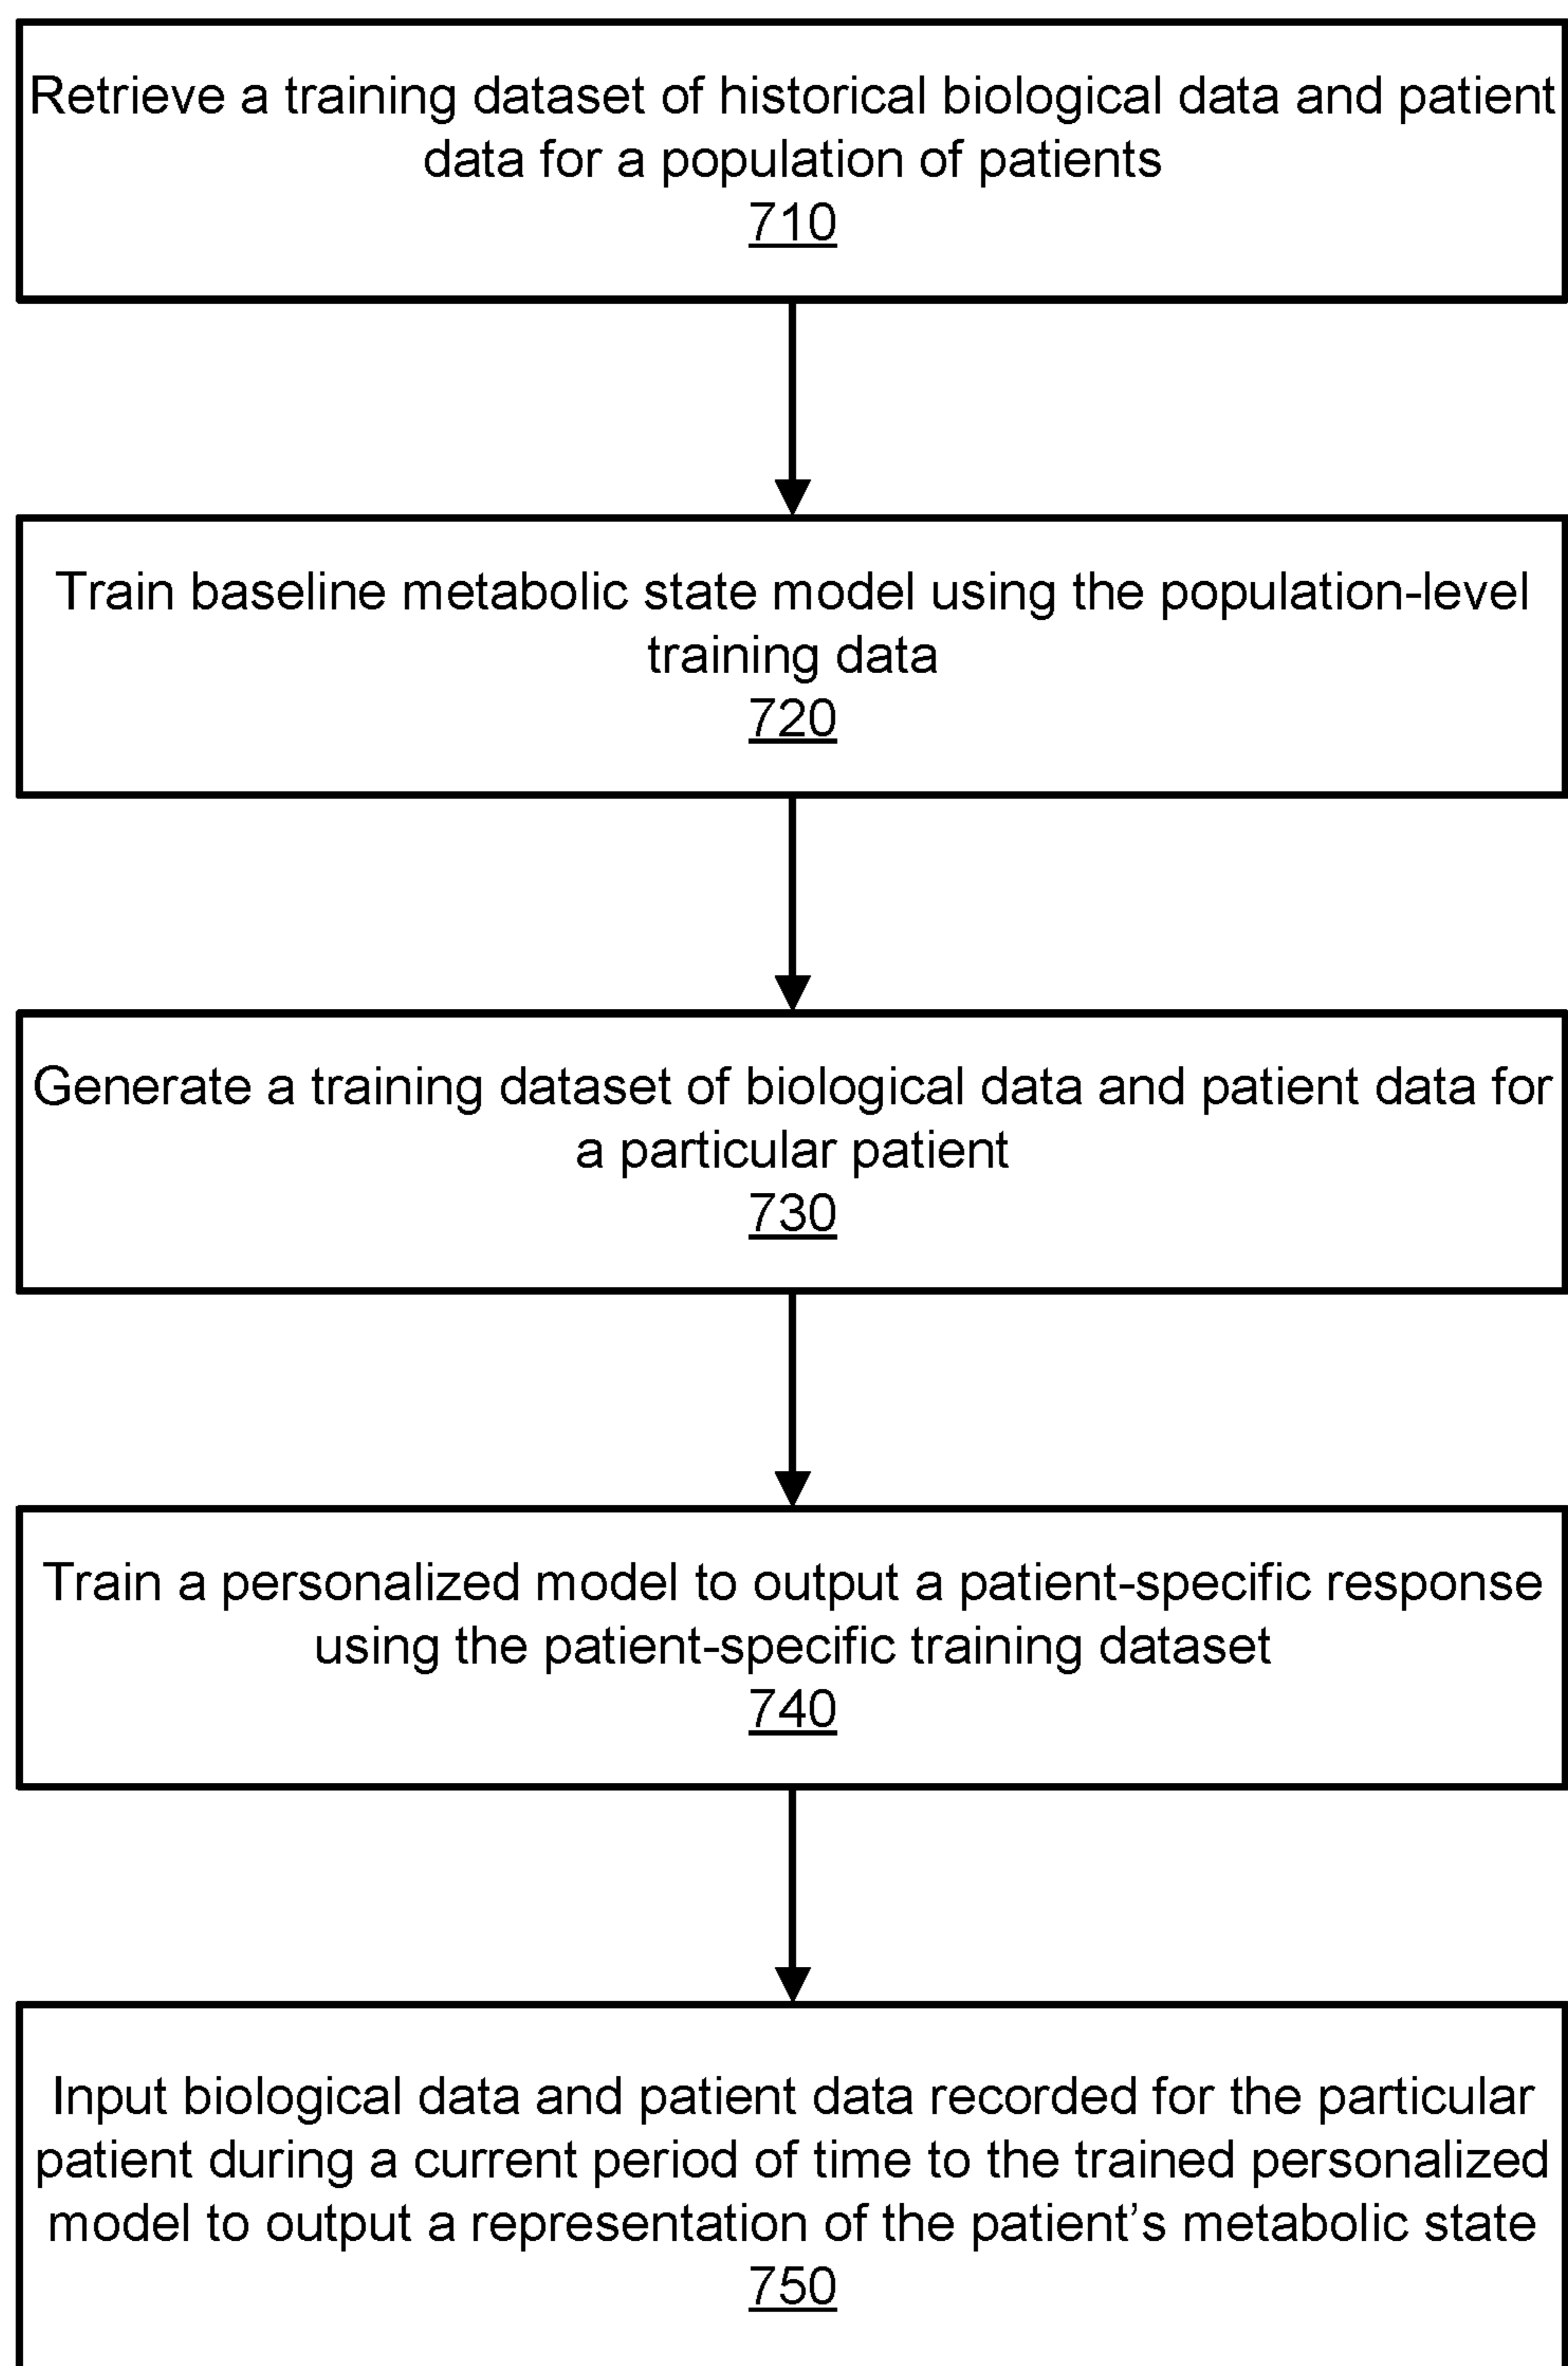 Retrieve a training dataset of historical biological data and patient
data for a population of patients
710
Train baseline metabolic state model using the population-level
training data
720
Generate a training dataset of biological data and patient data for
a particular patient
730
Train a personalized model to output a patient-specific response
using the patient-specific training dataset
740
Input biological data and patient data recorded for the particular
patient during a current period of time to the trained personalized
model to output a representation of the patient’s metabolic state
750